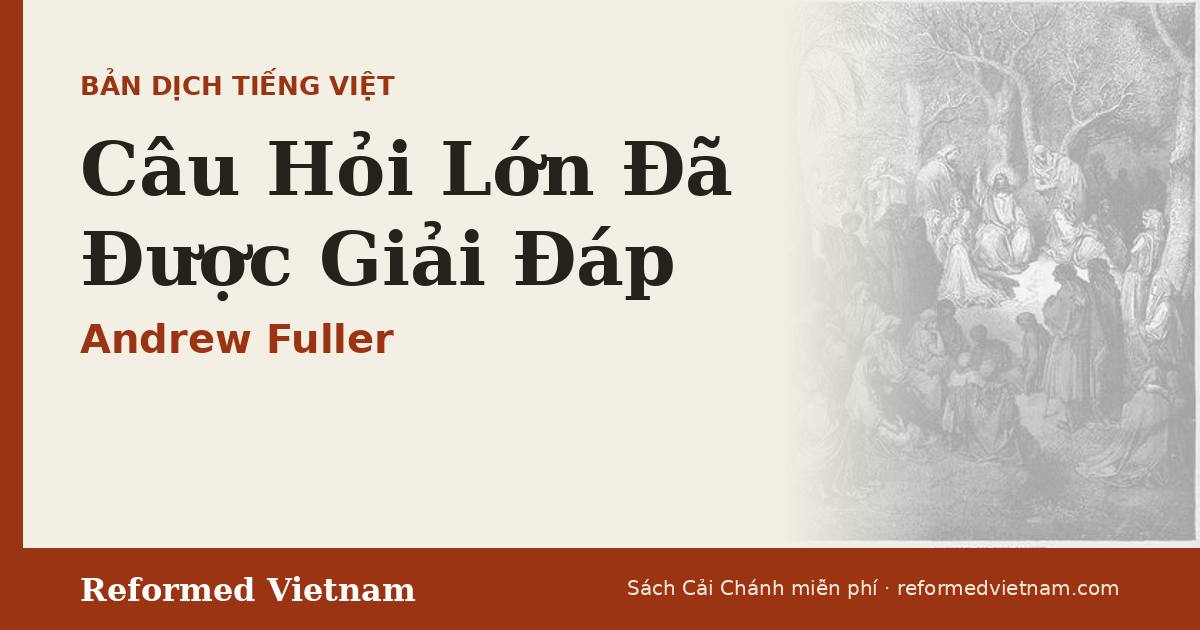 BẢN DỊCH TIẾNG VIỆT
Câu Hỏi Lớn Đã
Được Giải Đáp
Andrew Fuller
Reformed Vietnam
Sách Cải Chánh miễn phí · reformedvietnam.com